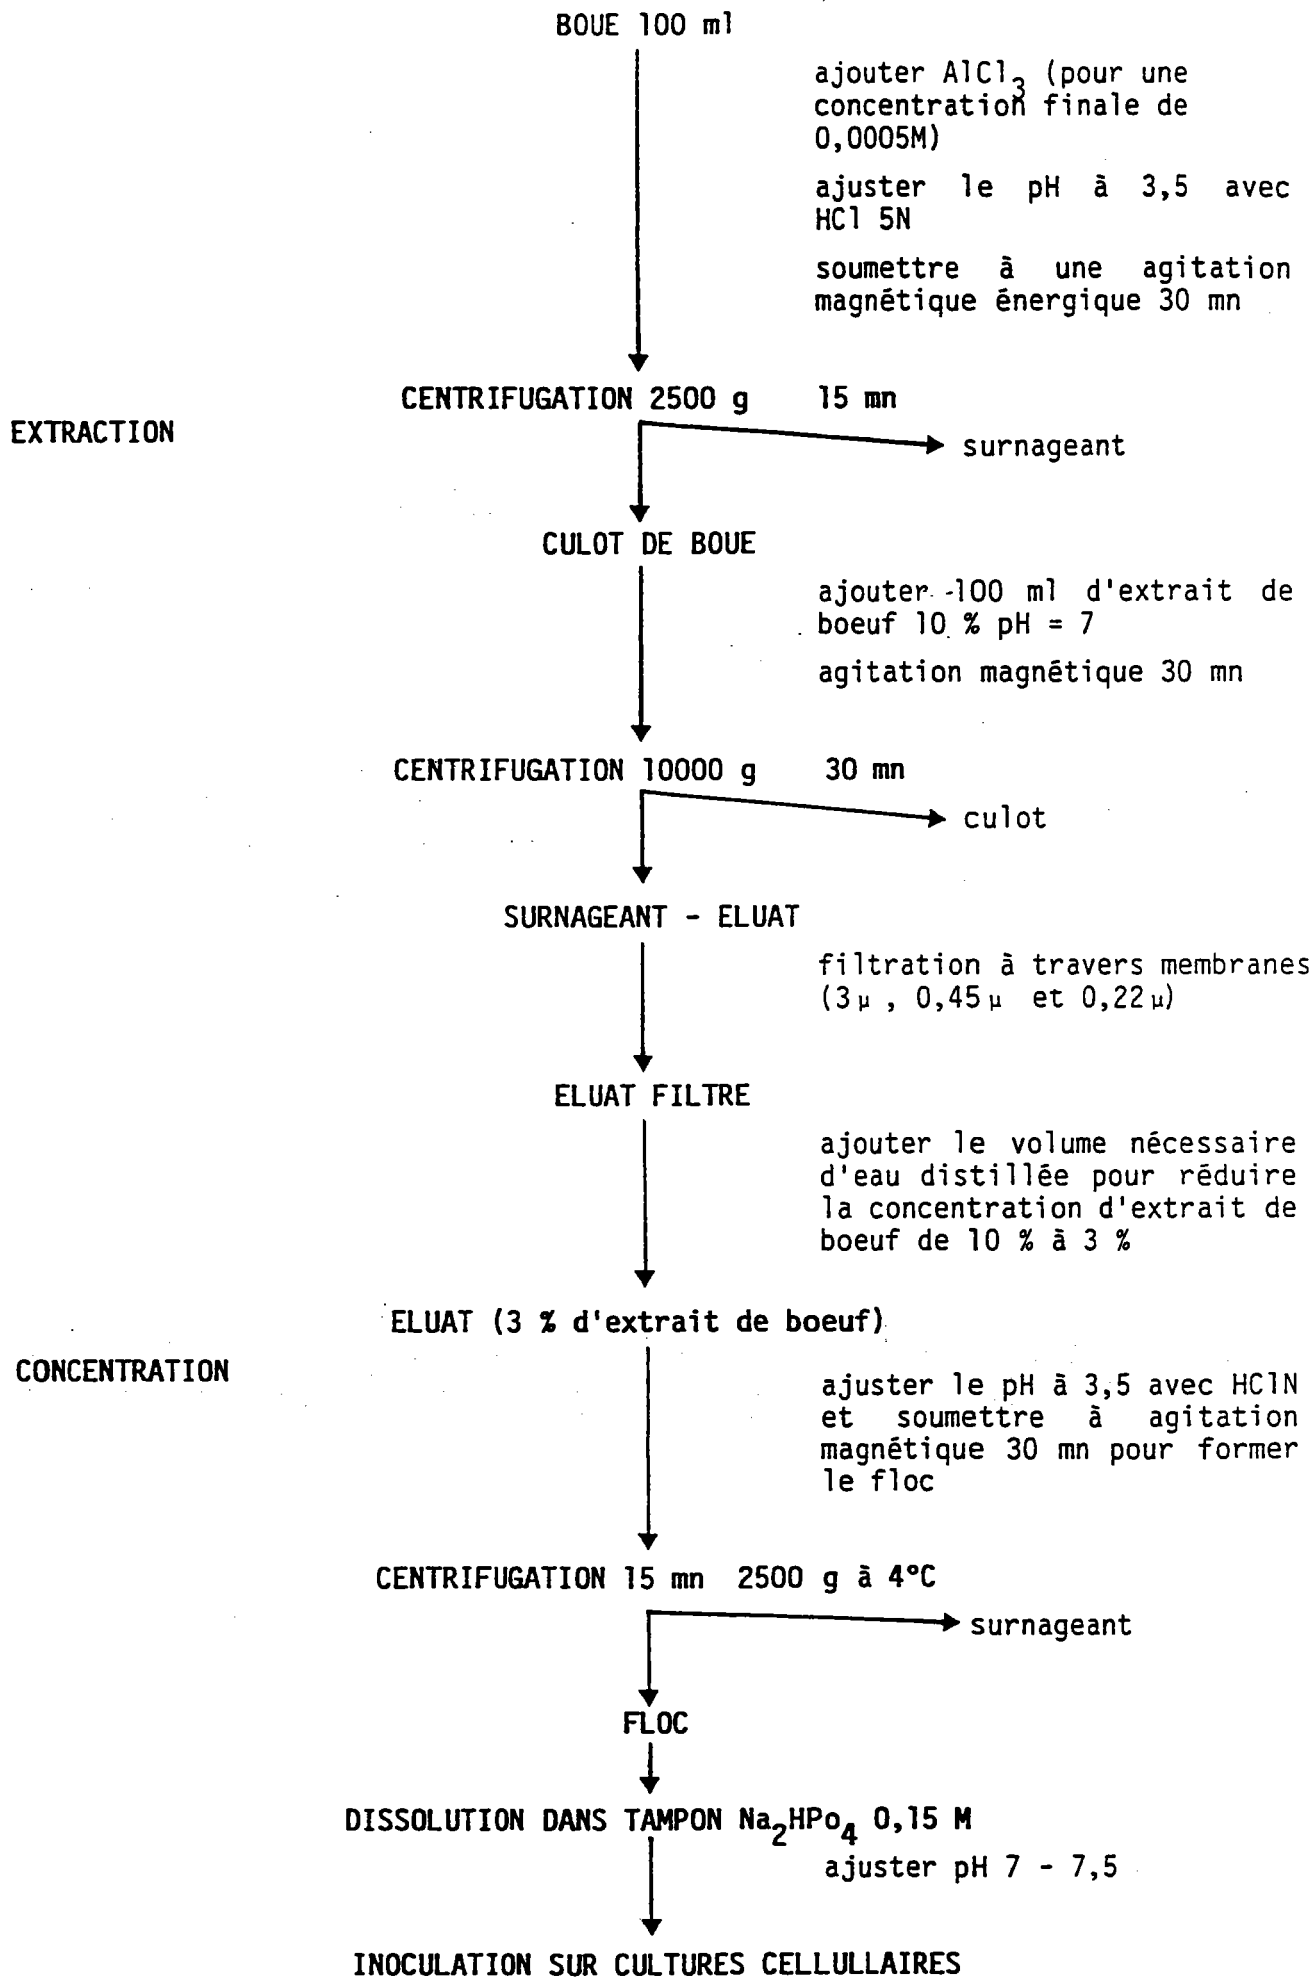 BOUE 100 ml
ajouter AlCl3 (pour une
concentration finale de
0,0005M)
ajuster le pH à 3,5 avec
HCl 5N
soumettre à une agitation
magnétique énergique 30 mn
CENTRIFUGATION 2500 g 15 mn
EXTRACTION
surnageant
CULOT DE BOUE
ajouter 100 ml d'extrait de
boeuf 10 % pH = 7
agitation magnétique 30 mn
CENTRIFUGATION 10000 g 30 mn
culot
SURNAGEANT - ELUAT
filtration à travers membranes
(3μ , 0,45μ et 0,22μ)
ELUAT FILTRE
ajouter le volume nécessaire
d'eau distillée pour réduire
la concentration d'extrait de
boeuf de 10 % à 3 %
ELUAT (3 % d'extrait de boeuf)
CONCENTRATION
ajuster le pH à 3,5 avec HClN
et soumettre à agitation
magnétique 30 mn pour former
le floc
CENTRIFUGATION 15 mn 2500 g à 4°C
surnageant
FLOC
DISSOLUTION DANS TAMPON Na2HPo4 0,15 M
ajuster pH 7 - 7,5
INOCULATION SUR CULTURES CELLULLAIRES